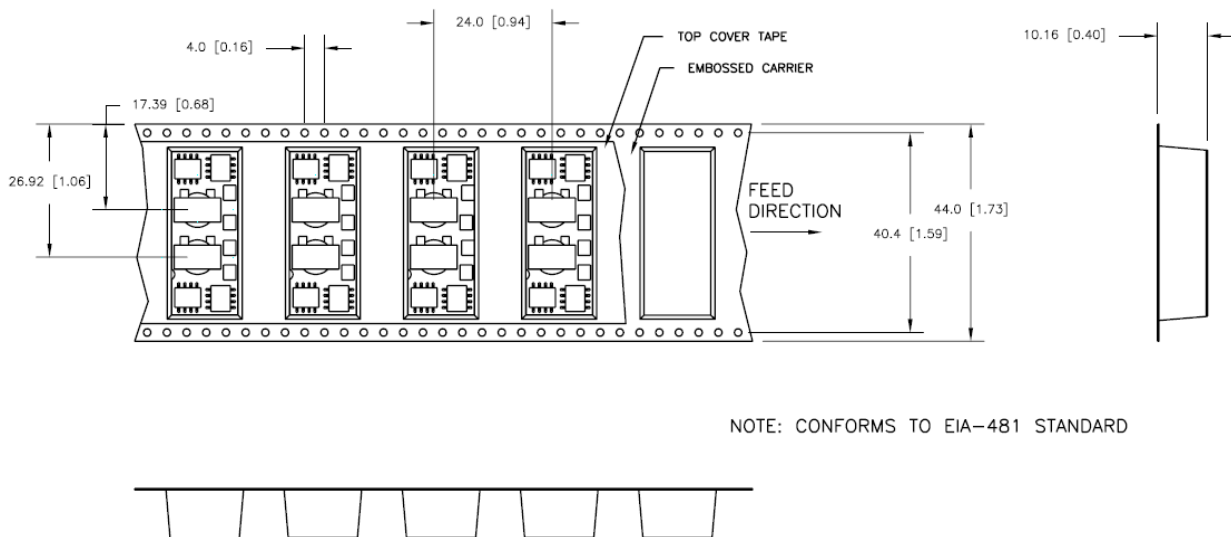 24.0 [0.94]
4.0 [0.16]
TOP COVER TAPE
10.16 [0.40]
EMBOSSED CARRIER
17.39 [0.68]
26.92 [1.06]
FEED
DIRECTION
44.0 [1.73]
40.4 [1.59]
NOTE: CONFORMS TO EIA-481 STANDARD